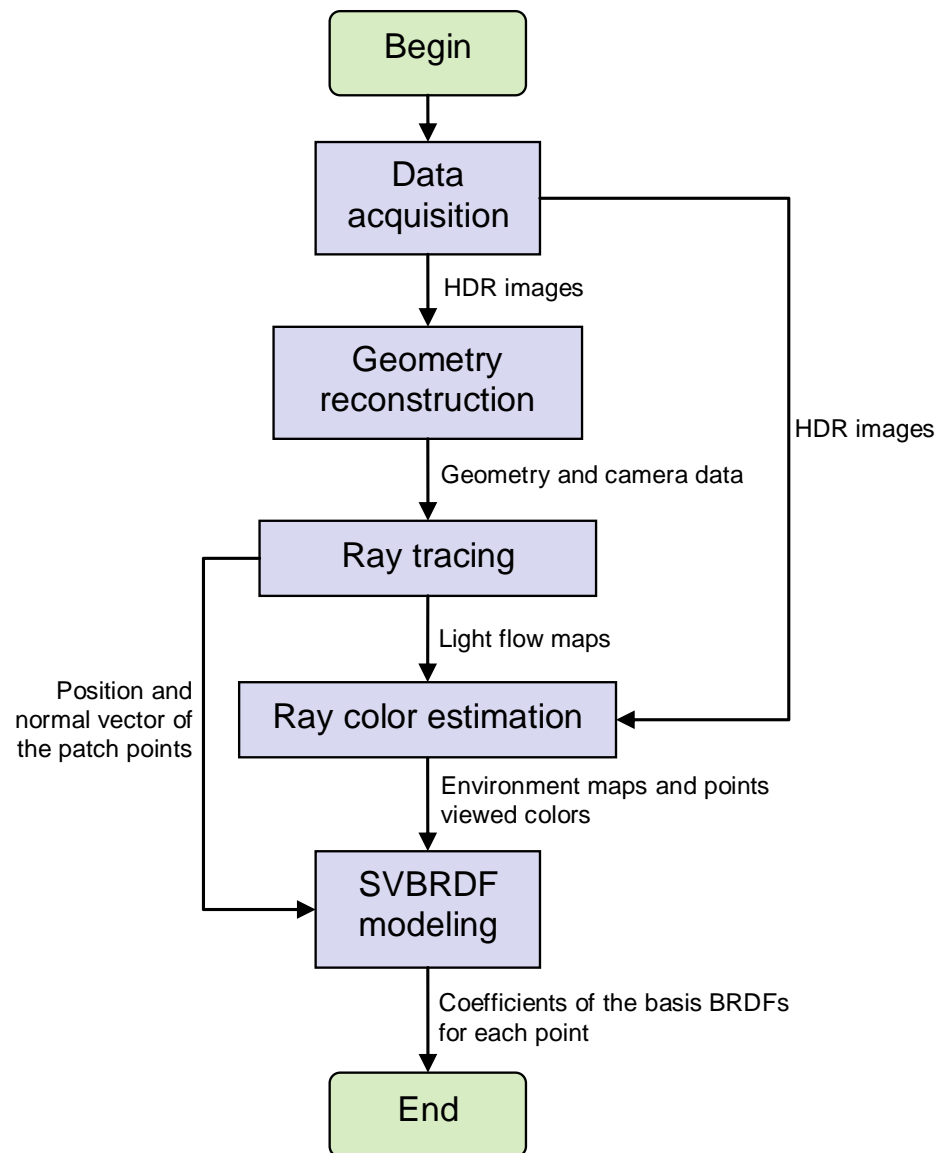 Begin
Data
acquisition
HDR images
Geometry
reconstruction
HDR images
Geometry and camera data
Ray tracing
Light flow maps
Position and
normal vector of
the patch points
Ray color estimation
Environment maps and points
viewed colors
SVBRDF
modeling
Coefficients of the basis BRDFs
for each point
End